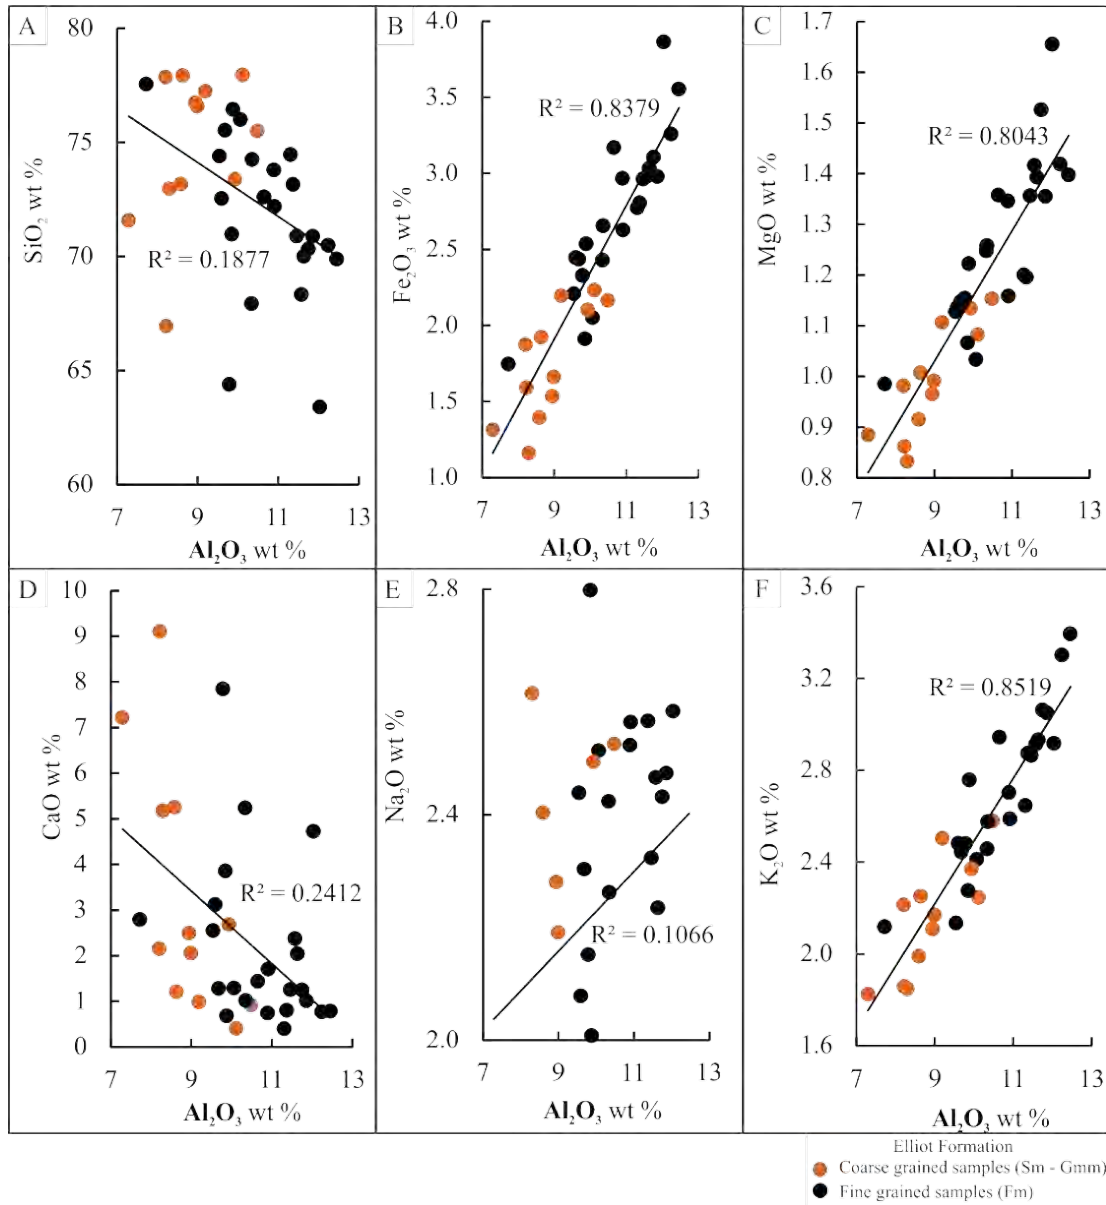 A
B
C
80
75
70
65
60
SiO₂ wt %
R² = 0.1877
7 9 11 13
Al₂O₃ wt %
4.0
3.5
3.0
2.5
2.0
1.5
1.0
Fe₂O₃ wt %
R² = 0.8379
7 9 11 13
Al₂O₃ wt %
1.7
1.6
1.5
1.4
1.3
1.2
1.1
1.0
0.9
0.8
MgO wt %
R² = 0.8043
7 9 11 13
Al₂O₃ wt %
D
E
F
10
9
8
7
6
5
4
3
2
1
0
CaO wt %
R² = 0.2412
7 9 11 13
Al₂O₃ wt %
2.8
2.4
2.0
Na₂O wt %
R² = 0.1066
7 9 11 13
Al₂O₃ wt %
3.6
3.2
2.8
2.4
2.0
1.6
K₂O wt %
R² = 0.8519
7 9 11 13
Al₂O₃ wt %
Elliot Formation
Coarse grained samples (Sm - Gmm)
Fine grained samples (Fm)